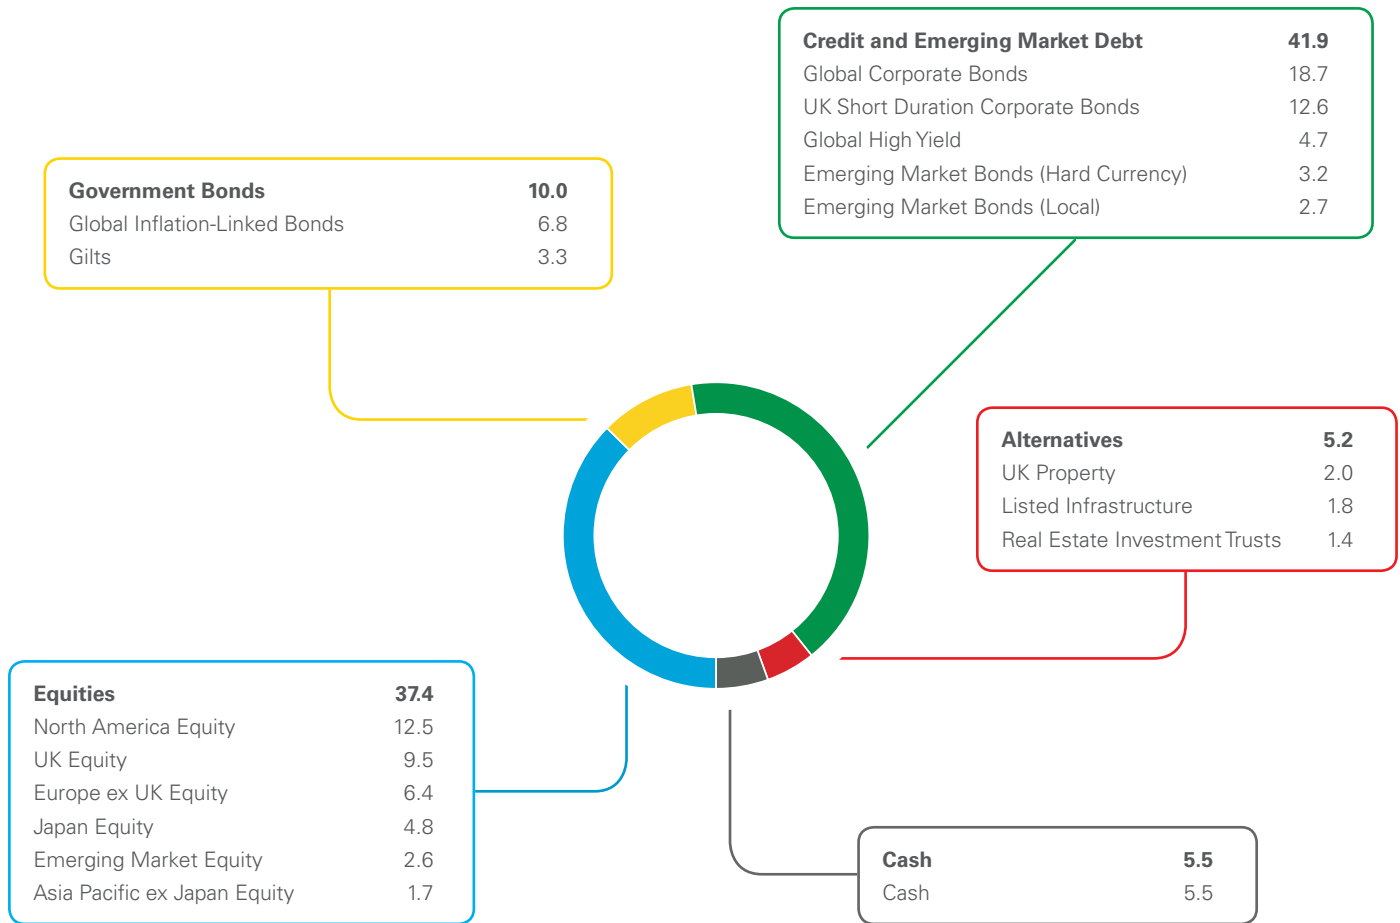 Credit and Emerging Market Debt 41.9
Global Corporate Bonds 18.7
UK Short Duration Corporate Bonds 12.6
Global High Yield 4.7
Emerging Market Bonds (Hard Currency) 3.2
Emerging Market Bonds (Local) 2.7
Government Bonds 10.0
Global Inflation-Linked Bonds 6.8
Gilts 3.3
Alternatives 5.2
UK Property 2.0
Listed Infrastructure 1.8
Real Estate Investment Trusts 1.4
Equities 37.4
North America Equity 12.5
UK Equity 9.5
Europe ex UK Equity 6.4
Japan Equity 4.8
Emerging Market Equity 2.6
Asia Pacific ex Japan Equity 1.7
Cash 5.5
Cash 5.5